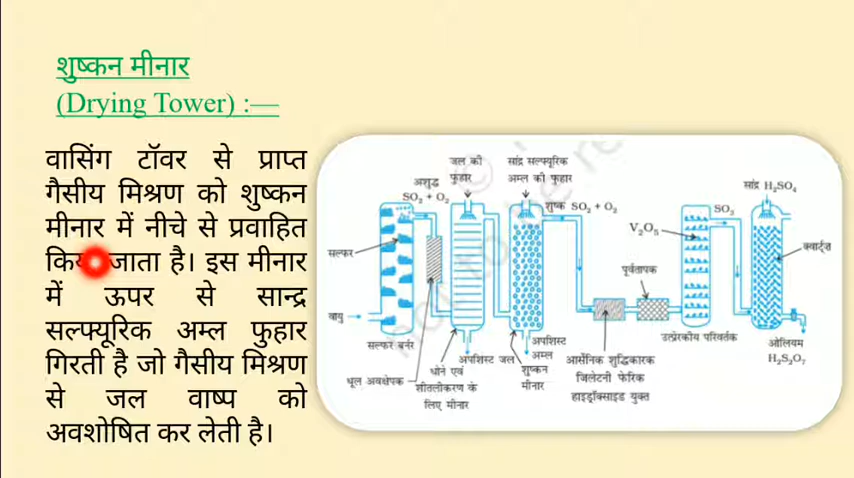 शुष्कन मीनार
(Drying Tower) :—
वासिंग टॉवर से प्राप्त
गैसीय मिश्रण को शुष्कन
मीनार में नीचे से प्रवाहित
जाता है। इस मीनार
में ऊपर से सान्द्र
सल्फ्यूरिक अम्ल फुहार
गिरती है जो गैसीय मिश्रण
से जल वाष्प को
अवशोषित कर लेती है।
जल की
फुहार
सांद्र सल्फ्यूरिक
अम्ल की फुहार
अशुद्ध
SO₂ + O₂
शुष्क SO₂ + O₂
सांद्र H₂SO₄
SO₃
V₂O₅
क्वार्ट्ज
सल्फर
पूर्वतापक
वायु
सल्फर बर्नर
अपशिस्ट जल
अपशिस्ट
अम्ल
शुष्कन
मीनार
धूल अवक्षेपक
धोने एवं
शीतलीकरण के
लिए मीनार
आर्सेनिक शुद्धिकारक
जिलेटनी फेरिक
हाइड्रॉक्साइड युक्त
उत्प्रेरकीय परिवर्तक
ओलियम
H₂S₂O₇